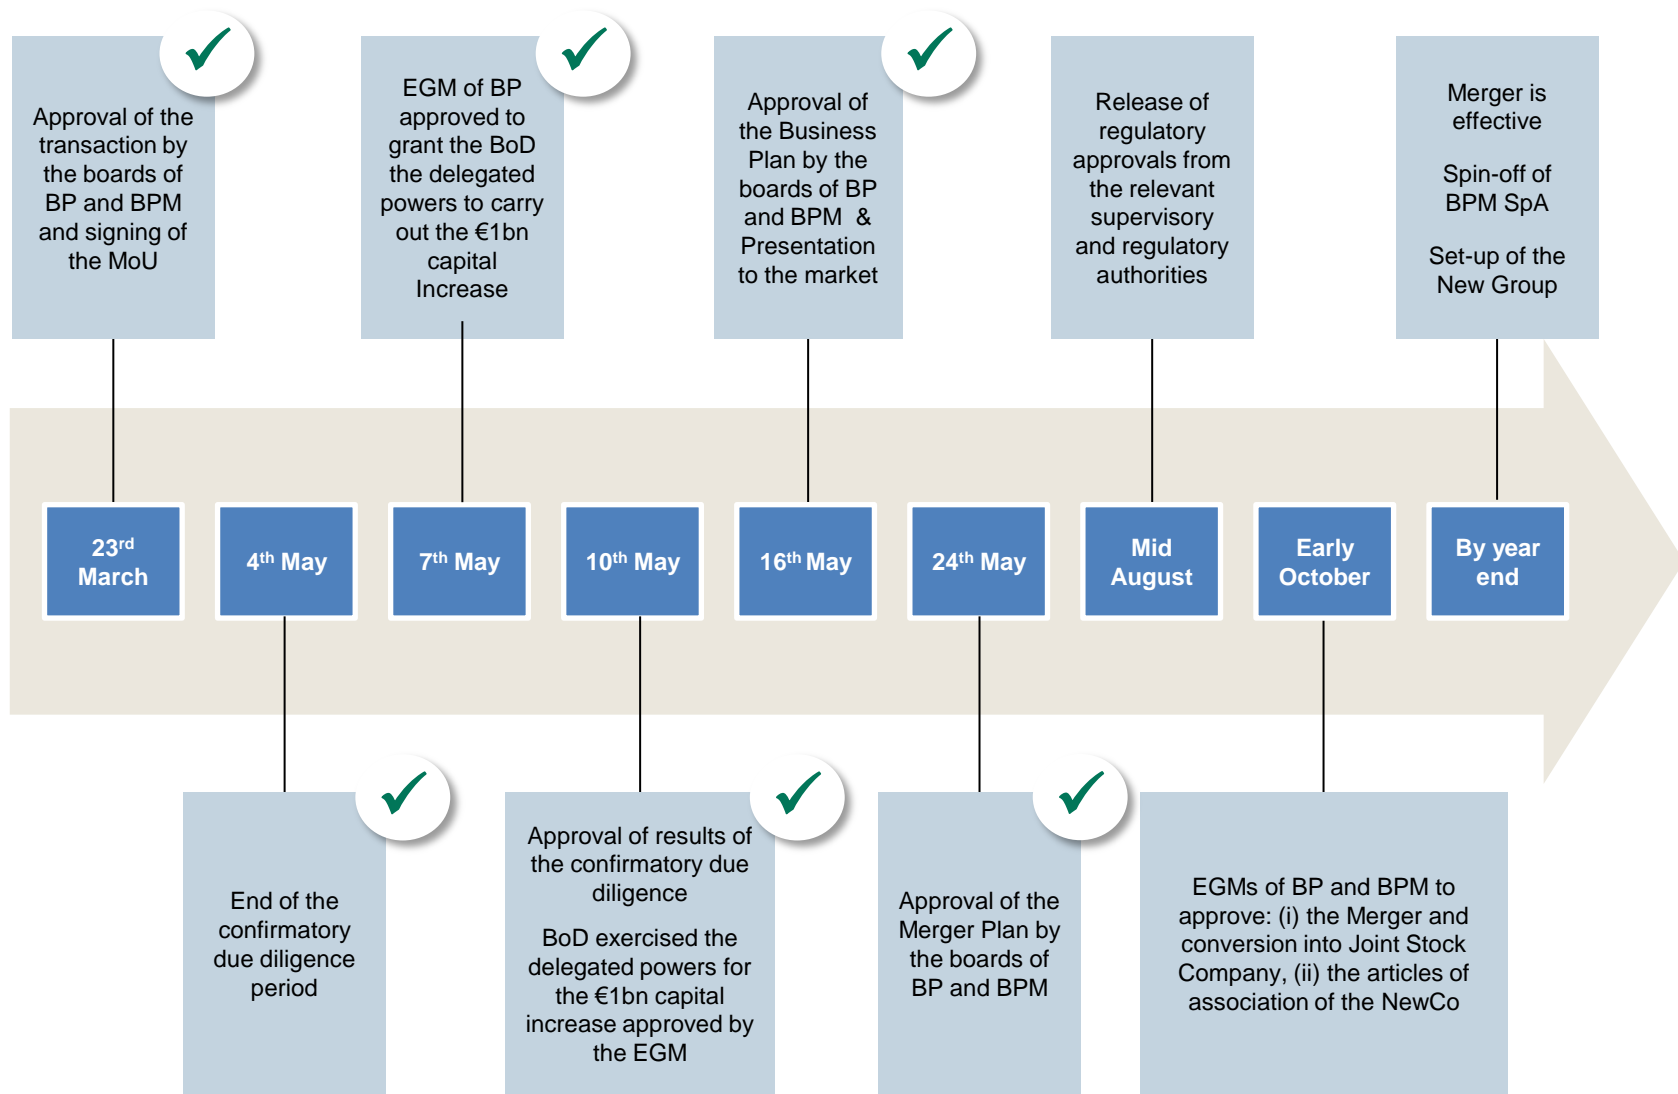 Approval of the
transaction by
the boards of
BP and BPM
and signing of
the MoU
EGM of BP
approved to
grant the BoD
the delegated
powers to carry
out the €1bn
capital
Increase
Approval of
the Business
Plan by the
boards of BP
and BPM &
Presentation
to the market
Release of
regulatory
approvals from
the relevant
supervisory
and regulatory
authorities
Merger is
effective
Spin-off of
BPM SpA
Set-up of the
New Group
23rd
March
4th May
7th May
10th May
16th May
24th May
Mid
August
Early
October
By year
end
End of the
confirmatory
due diligence
period
Approval of results of
the confirmatory due
diligence
BoD exercised the
delegated powers for
the €1bn capital
increase approved by
the EGM
Approval of the
Merger Plan by
the boards of
BP and BPM
EGMs of BP and BPM to
approve: (i) the Merger and
conversion into Joint Stock
Company, (ii) the articles of
association of the NewCo